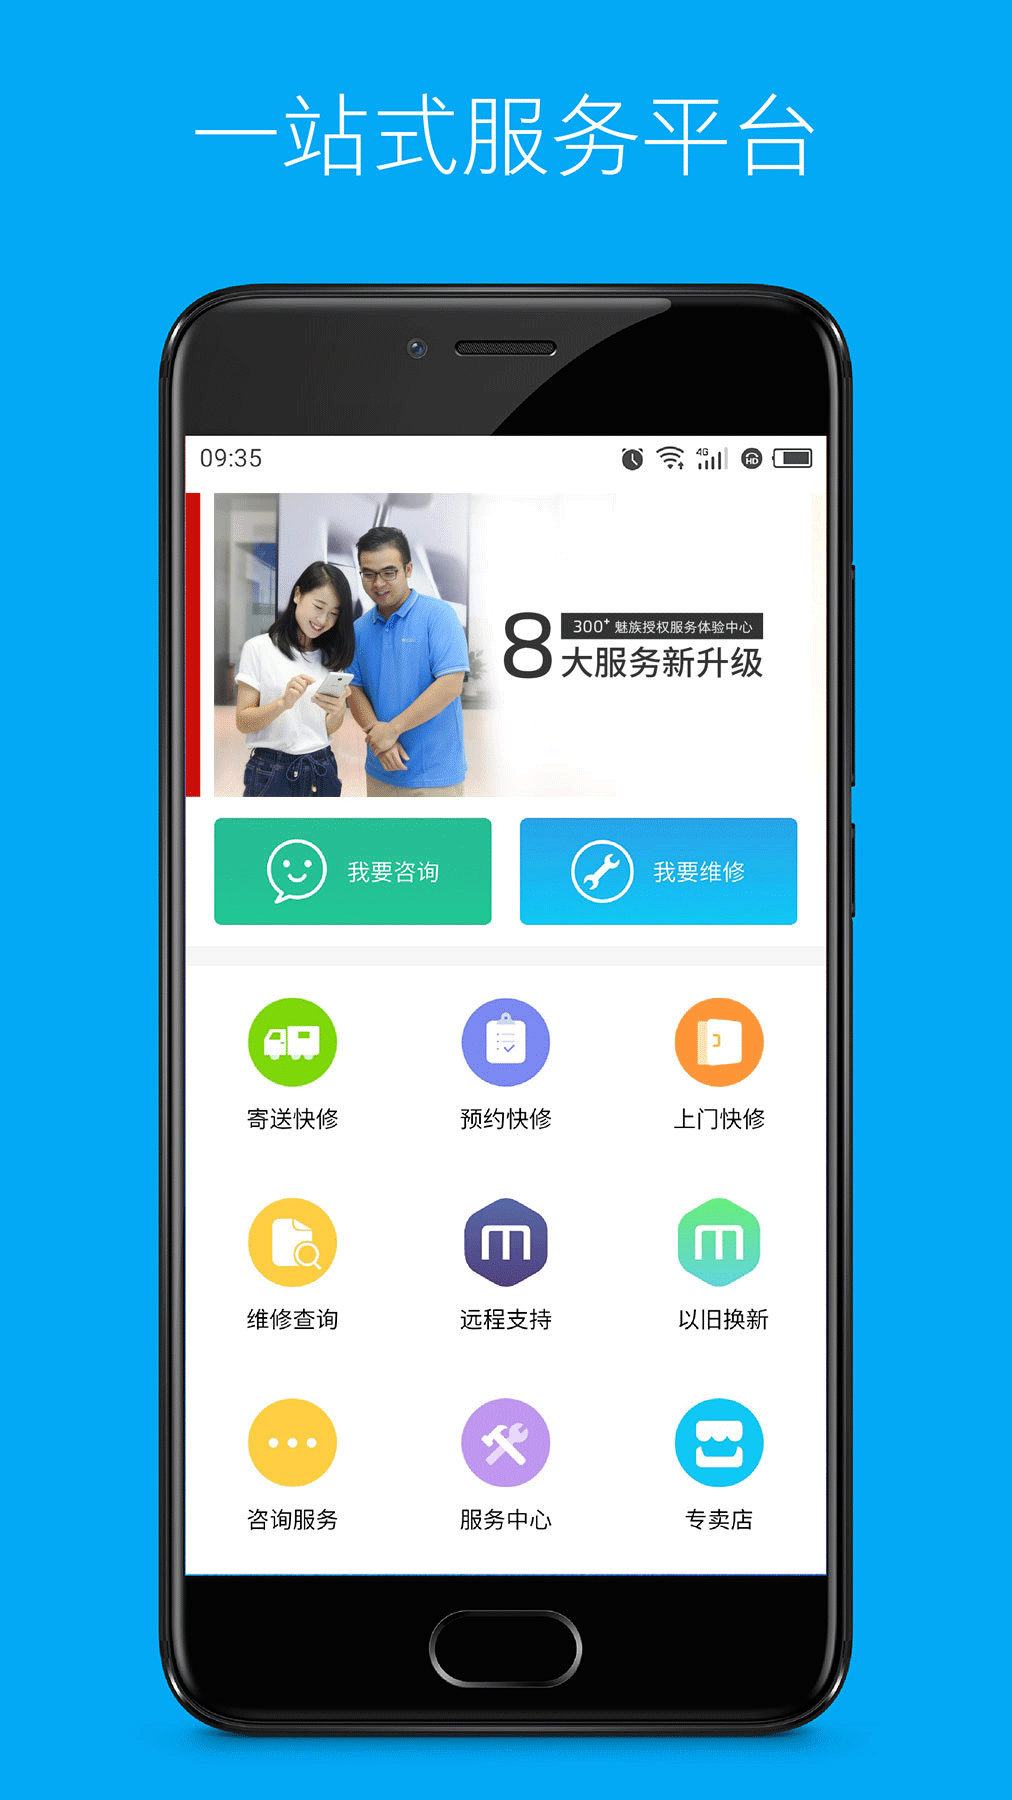 一站式服务平台
09:35
4G
HD
8
300+ 魅族授权服务体验中心
大服务新升级
我要咨询
我要维修
寄送快修
预约快修
上门快修
维修查询
远程支持
以旧换新
咨询服务
服务中心
专卖店